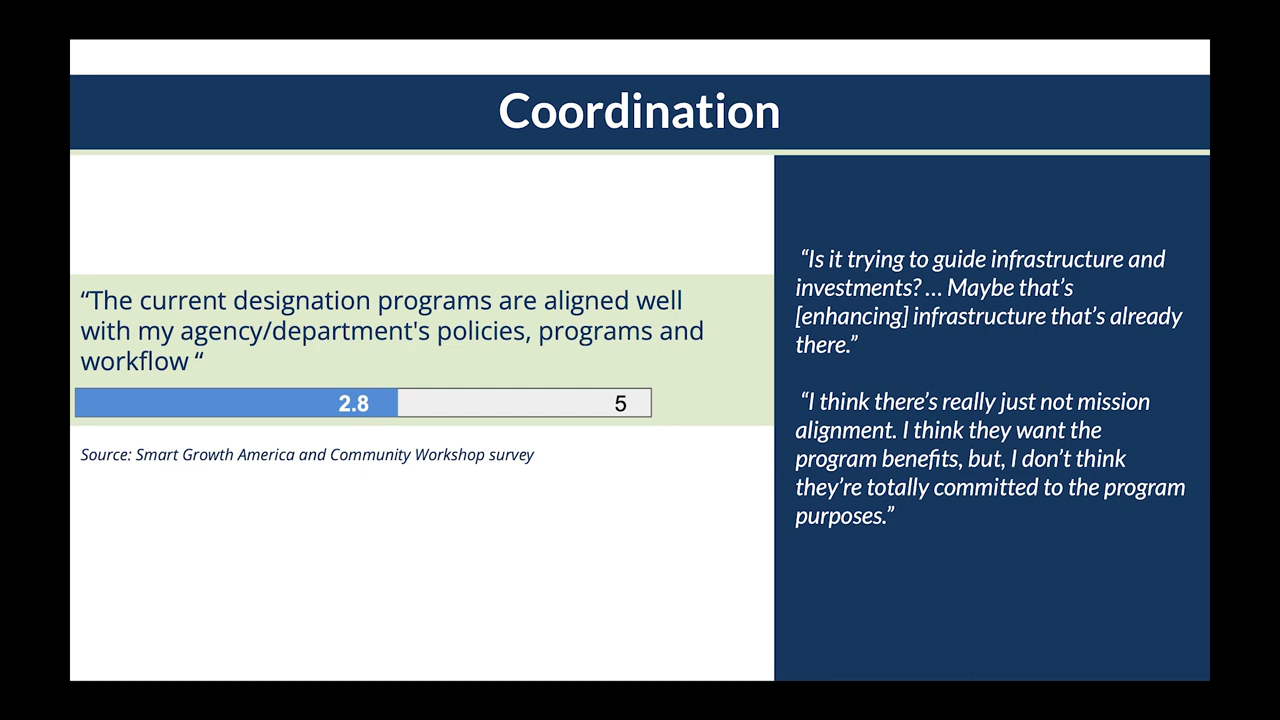 Coordination
“The current designation programs are aligned well
with my agency/department's policies, programs and
workflow “
2.8 5
Source: Smart Growth America and Community Workshop survey
“Is it trying to guide infrastructure and
investments? … Maybe that’s
[enhancing] infrastructure that’s already
there.”
“I think there’s really just not mission
alignment. I think they want the
program benefits, but, I don’t think
they’re totally committed to the program
purposes.”